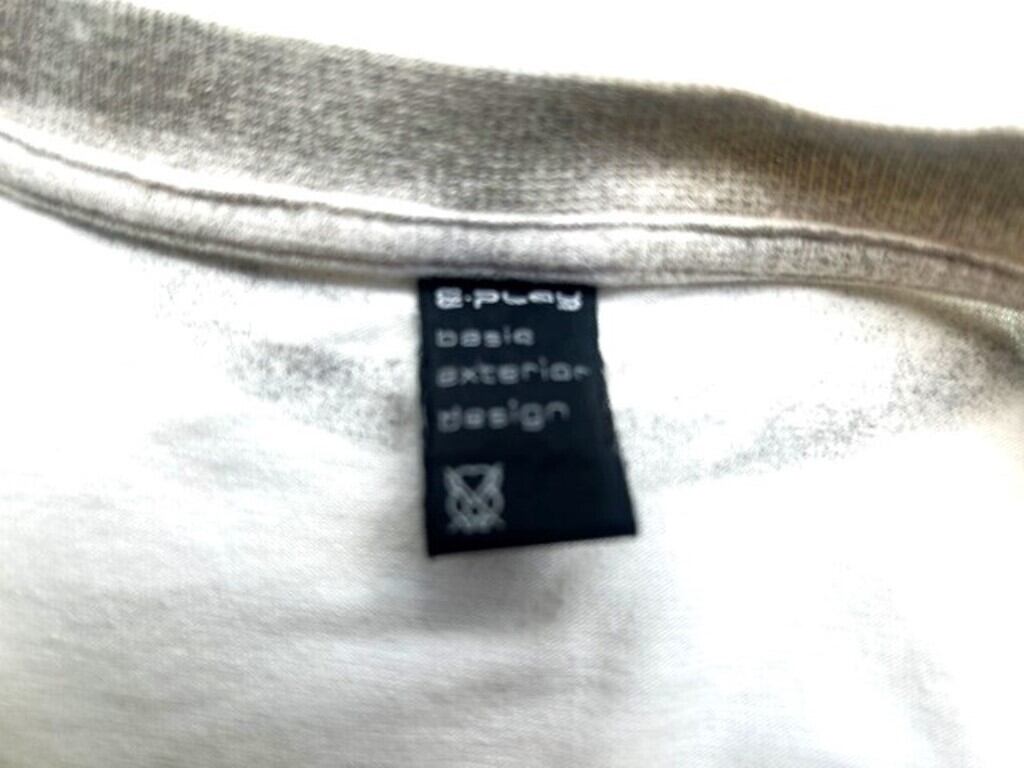 E·PLAY
basic
exterior
design